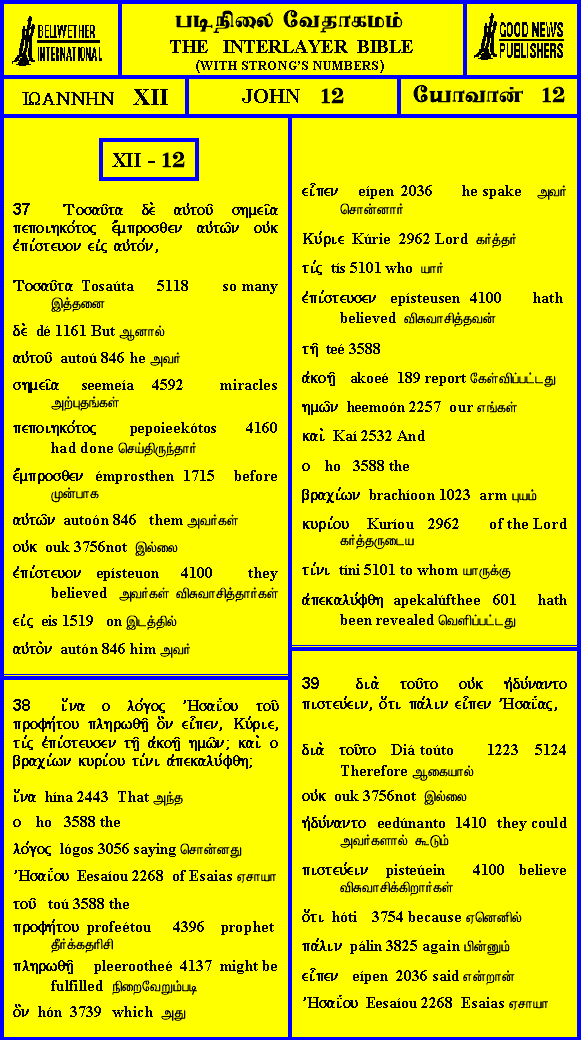 BELLWETHER
INTERNATIONAL
படிநிலை வேதாகமம்
THE INTERLAYER BIBLE
(WITH STRONG'S NUMBERS)
GOOD NEWS
PUBLISHERS
ΙΩΑΝΝΗΝ XII
JOHN 12
யோவான் 12
XII - 12
37 Τοσαῦτα δὲ αὐτοῦ σημεῖα
πεποιηκότος ἔμπροσθεν αὐτῶν οὐκ
ἐπίστευον εἰς αὐτόν,
Τοσαῦτα Tosaúta 5118 so many
இத்தனை
δὲ dé 1161 But ஆனால்
αὐτοῦ autoú 846 he அவர்
σημεῖα seemeía 4592 miracles
அற்புதங்கள்
πεποιηκότος pepoieekótos 4160
had done செய்திருந்தார்
ἔμπροσθεν émprosthen 1715 before
முன்பாக
αὐτῶν autoón 846 them அவர்கள்
οὐκ ouk 3756not இல்லை
ἐπίστευον epísteuon 4100 they
believed அவர்கள் விசுவாசித்தார்கள்
εἰς eis 1519 on இடத்தில்
αὐτὸν autón 846 him அவர்
38 ἵνα ο λόγος Ἠσαΐου τοῦ
προφήτου πληρωθῇ ὃν εἶπεν, Κύριε,
τίς ἐπίστευσεν τῇ ἀκοῇ ημῶν; καὶ ο
βραχίων κυρίου τίνι ἀπεκαλύφθη;
ἵνα hína 2443 That அந்த
ο ho 3588 the
λόγος lógos 3056 saying சொன்னது
Ἠσαΐου Eesaíou 2268 of Esaias ஏசாயா
τοῦ toú 3588 the
προφήτου profeétou 4396 prophet
தீர்க்கதரிசி
πληρωθῇ pleerootheé 4137 might be
fulfilled நிறைவேறும்படி
ὃν hón 3739 which அது
εἶπεν eípen 2036 he spake அவர்
சொன்னார்
Κύριε Kúrie 2962 Lord கர்த்தர்
τίς tís 5101 who யார்
ἐπίστευσεν epísteusen 4100 hath
believed விசுவாசித்தவன்
τῇ teé 3588
ἀκοῇ akoeé 189 report கேள்விப்பட்டது
ημῶν heemoón 2257 our எங்கள்
καὶ Kaí 2532 And
ο ho 3588 the
βραχίων brachíoon 1023 arm புயம்
κυρίου Kuríou 2962 of the Lord
கர்த்தருடைய
τίνι tíni 5101 to whom யாருக்கு
ἀπεκαλύφθη apekalúfthee 601 hath
been revealed வெளிப்பட்டது
39 διὰ τοῦτο οὐκ ἠδύναντο
πιστεύειν, ὅτι πάλιν εἶπεν Ἠσαΐας,
διὰ τοῦτο Diá toúto 1223 5124
Therefore ஆகையால்
οὐκ ouk 3756not இல்லை
ἠδύναντο eedúnanto 1410 they could
அவர்களால் கூடும்
πιστεύειν pisteúein 4100 believe
விசுவாசிக்கிறார்கள்
ὅτι hóti 3754 because ஏனெனில்
πάλιν pálin 3825 again பின்னும்
εἶπεν eípen 2036 said என்றான்
Ἠσαΐου Eesaíou 2268 Esaias ஏசாயா